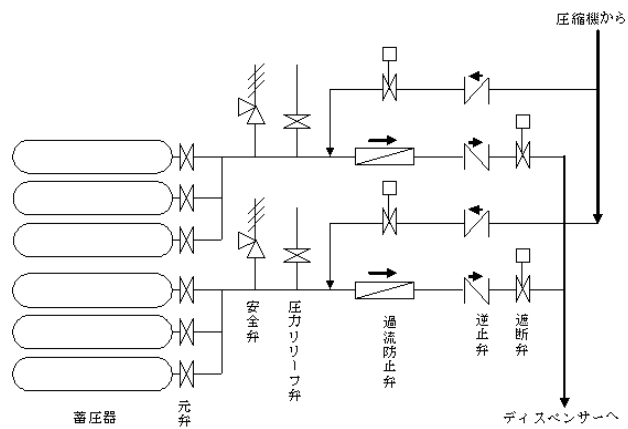 圧縮機から
安全弁
圧力リリーフ弁
過流防止弁
逆止弁
遮断弁
蓄圧器
元弁
ディスペンサーへ